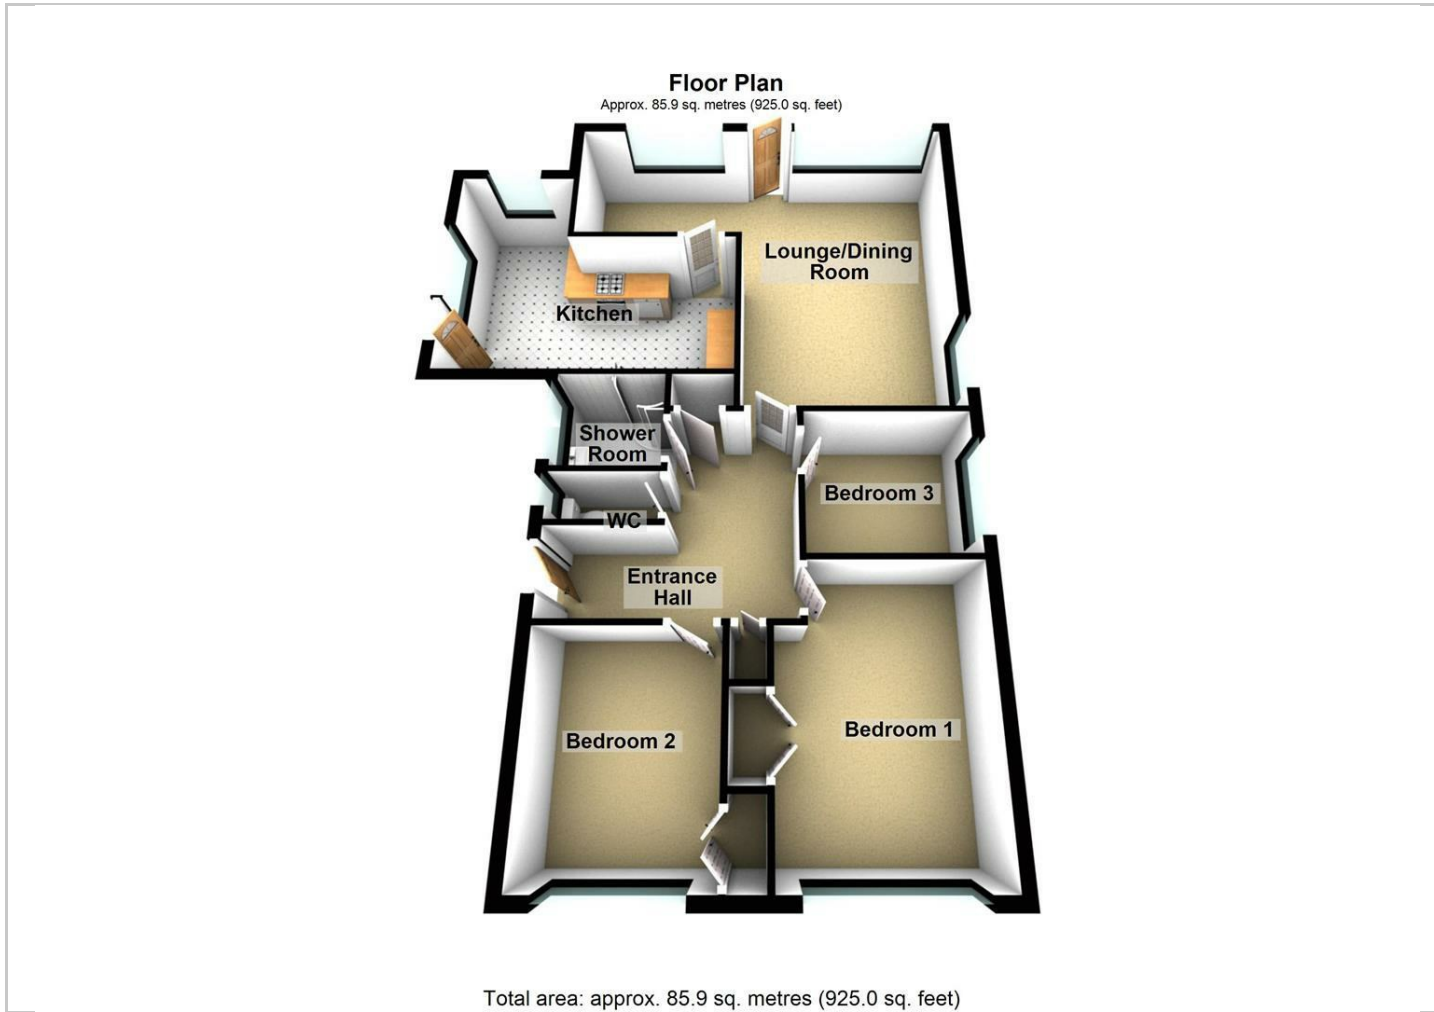 Floor Plan
Approx. 85.9 sq. metres (925.0 sq. feet)
Lounge/Dining
Room
Kitchen
Shower
Room
Bedroom 3
WC
Entrance
Hall
Bedroom 1
Bedroom 2
Total area: approx. 85.9 sq. metres (925.0 sq. feet)